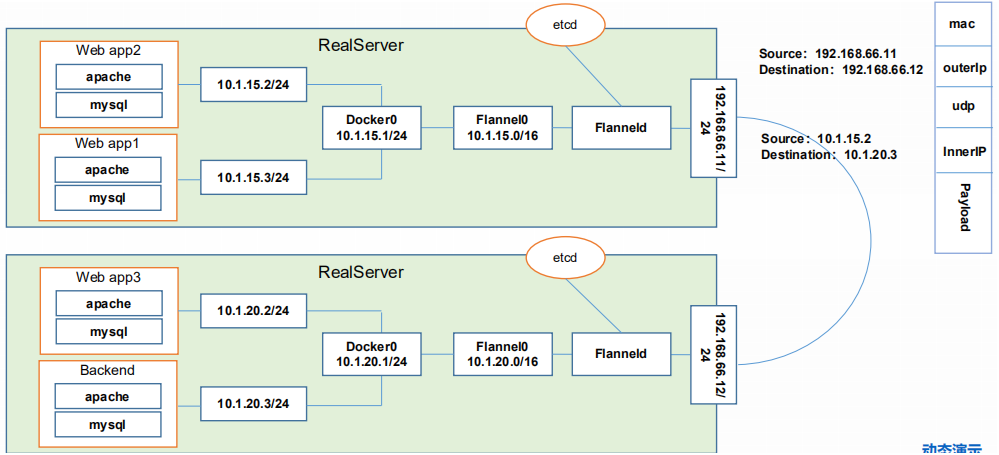 etcd
RealServer
Web app2
apache
mysql
10.1.15.2/24
Web app1
apache
mysql
10.1.15.3/24
Docker0
10.1.15.1/24
Flannel0
10.1.15.0/16
Flanneld
192.168.66.11/
24
Source：192.168.66.11
Destination：192.168.66.12
Source：10.1.15.2
Destination：10.1.20.3
mac
outerIp
udp
InnerIP
Payload
etcd
RealServer
Web app3
apache
mysql
10.1.20.2/24
Backend
apache
mysql
10.1.20.3/24
Docker0
10.1.20.1/24
Flannel0
10.1.20.0/16
Flanneld
192.168.66.12/
24
动态演示